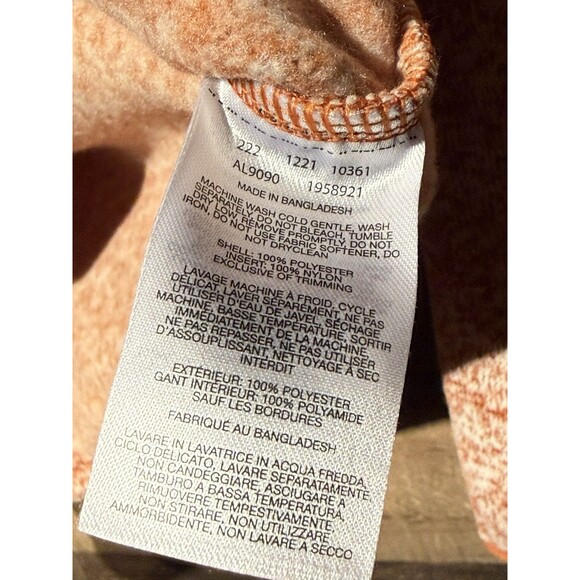 222 1221 10361
AL9090 1958921
MADE IN BANGLADESH
MACHINE WASH COLD GENTLE, WASH
SEPARATELY, DO NOT BLEACH, TUMBLE
DRY LOW, REMOVE PROMPTLY, DO NOT
IRON, DO NOT USE FABRIC SOFTENER, DO
NOT DRYCLEAN
SHELL: 100% POLYESTER
INSERT: 100% NYLON
EXCLUSIVE OF TRIMMING
LAVAGE MACHINE À FROID, CYCLE
DÉLICAT, LAVER SÉPARÉMENT, NE PAS
UTILISER D'EAU DE JAVEL, SÉCHAGE
MACHINE, BASSE TEMPÉRATURE, SORTIR
IMMÉDIATEMENT DE LA MACHINE,
NE PAS REPASSER, NE PAS UTILISER
D'ASSOUPLISSANT, NETTOYAGE À SEC
INTERDIT
EXTÉRIEUR: 100% POLYESTER
GANT INTÉRIEUR: 100% POLYAMIDE
SAUF LES BORDURES
FABRIQUÉ AU BANGLADESH
LAVARE IN LAVATRICE IN ACQUA FREDDA,
CICLO DELICATO, LAVARE SEPARATAMENTE
NON CANDEGGIARE, ASCIUGARE A
TAMBURO A BASSA TEMPERATURA,
RIMUOVERE TEMPESTIVAMENTE
NON STIRARE, NON UTILIZZARE
AMMORBIDENTE, NON LAVARE A SECCO